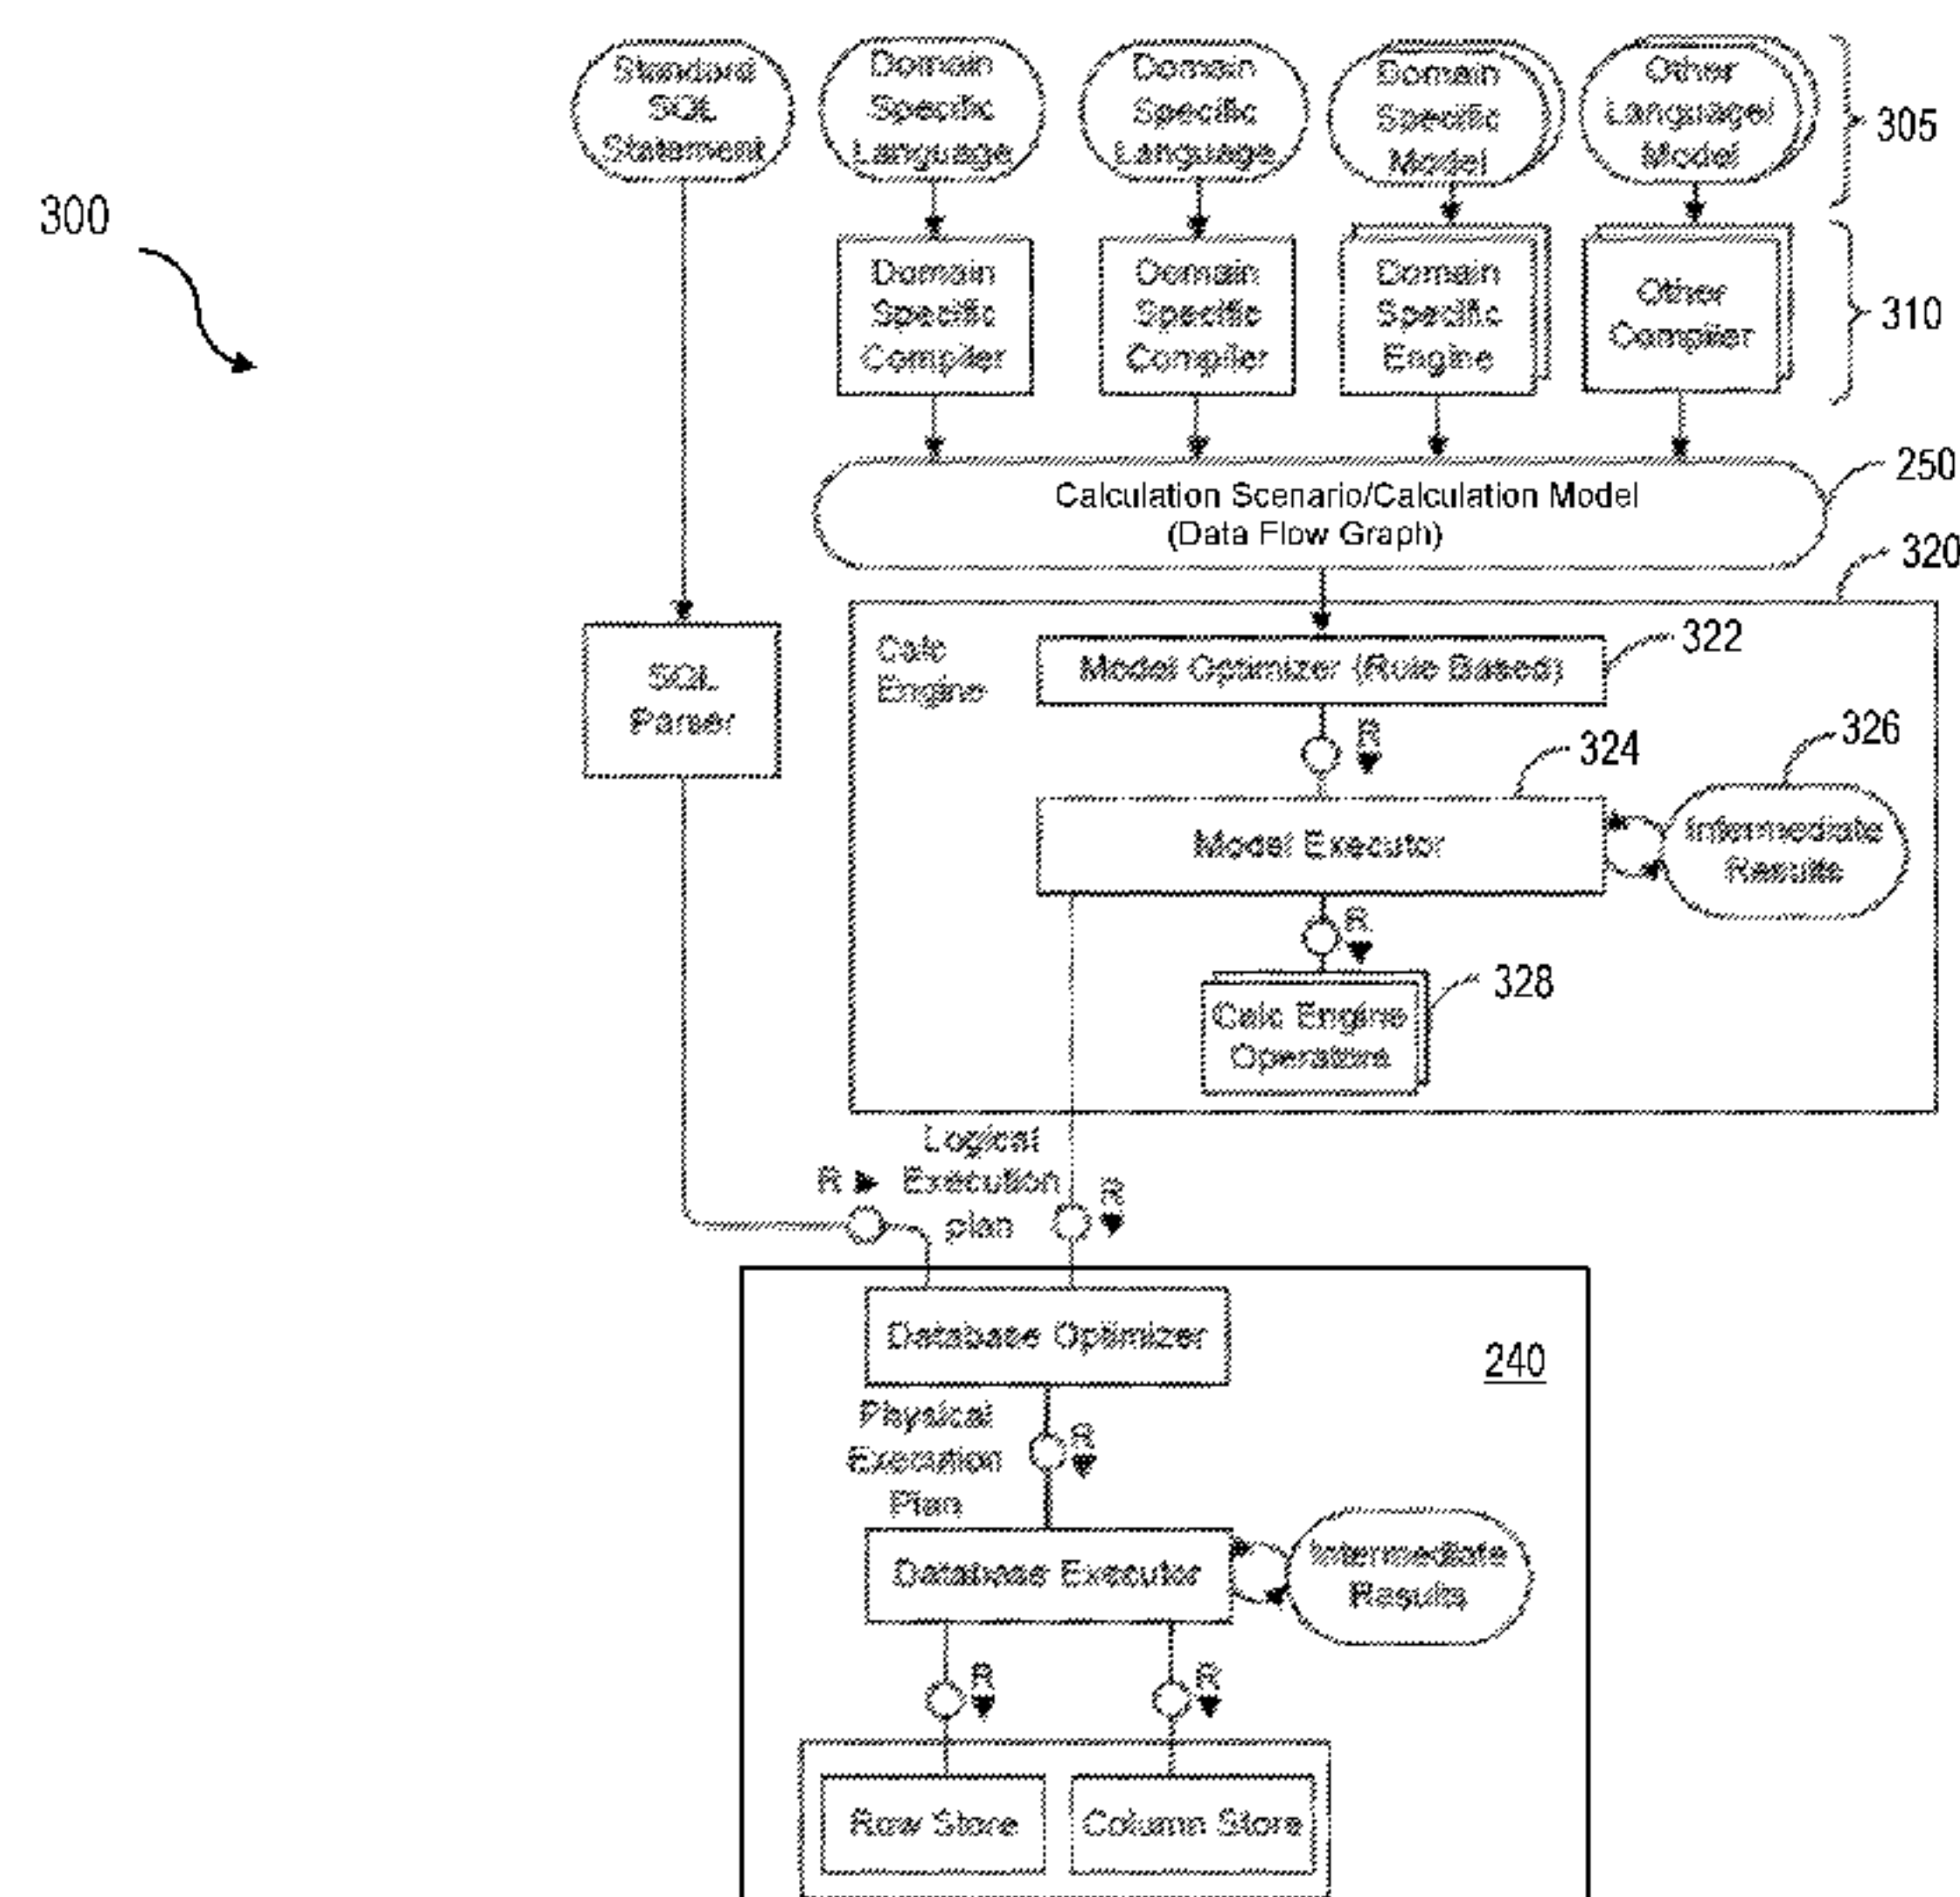 Standard
SQL
Statement
Domain
Specific
Language
Domain
Specific
Language
Domain
Specific
Model
Other
Language/
Model
305
300
Domain
Specific
Compiler
Domain
Specific
Compiler
Domain
Specific
Engine
Other
Compiler
310
Calculation Scenario/Calculation Model
(Data Flow Graph)
250
320
SQL
Parser
Calc
Engine
Model Optimizer (Rule Based)
322
R
324
326
Model Executor
Intermediate
Results
R
328
Calc Engine
Operators
R
Logical
Execution
plan
R
Database Optimizer
240
Physical
Execution
Plan
R
Database Executor
Intermediate
Results
R
R
Row Store
Column Store